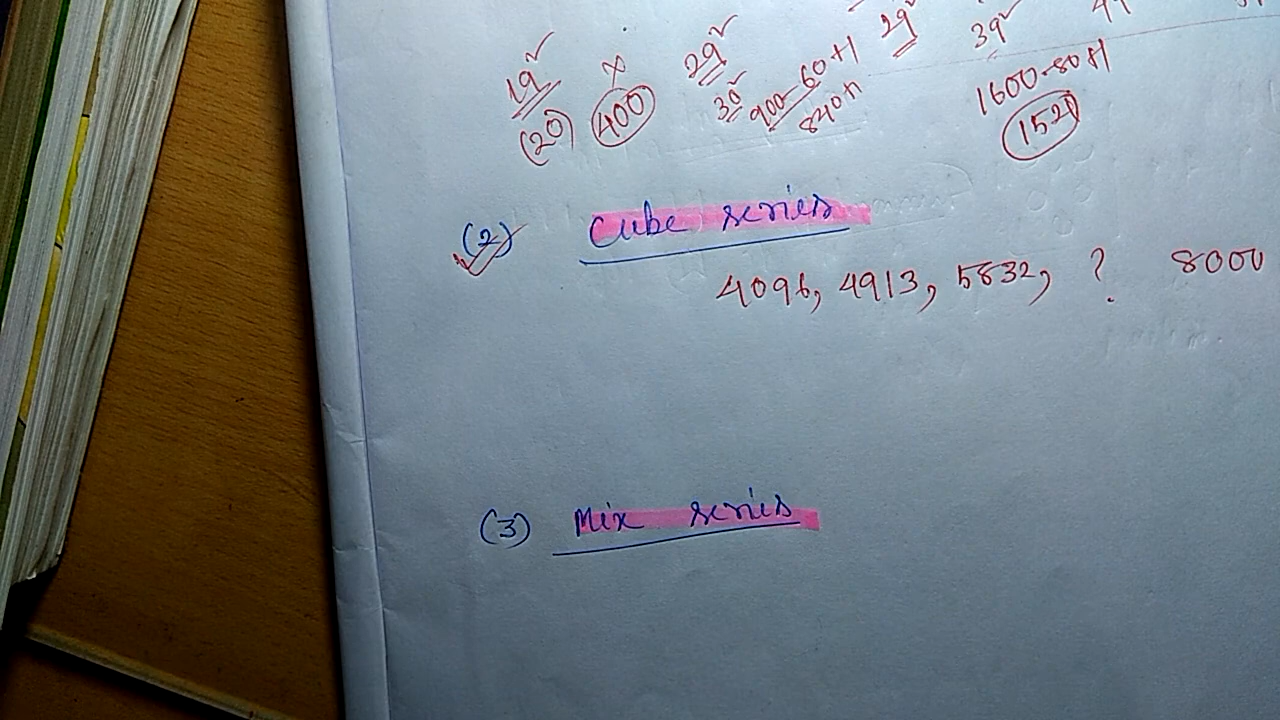 19² × 29² 29² 39²
(20) 400 30² 900-60+1 1600-80+1
840+1 1521
(2) Cube series
4096, 4913, 5832, ? 8000
(3) Mix series